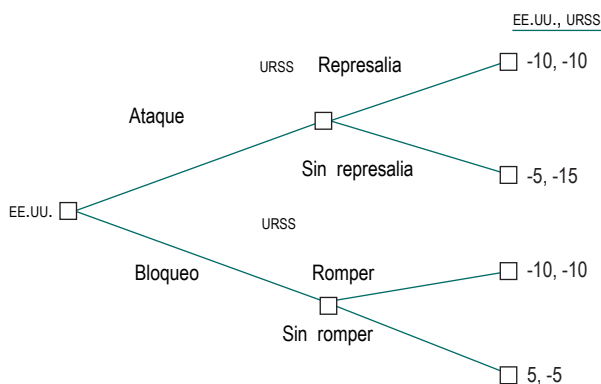 EE.UU., URSS
URSS Represalia
-10, -10
Ataque
Sin represalia
-5, -15
EE.UU.
URSS
Bloqueo
Romper
-10, -10
Sin romper
5, -5